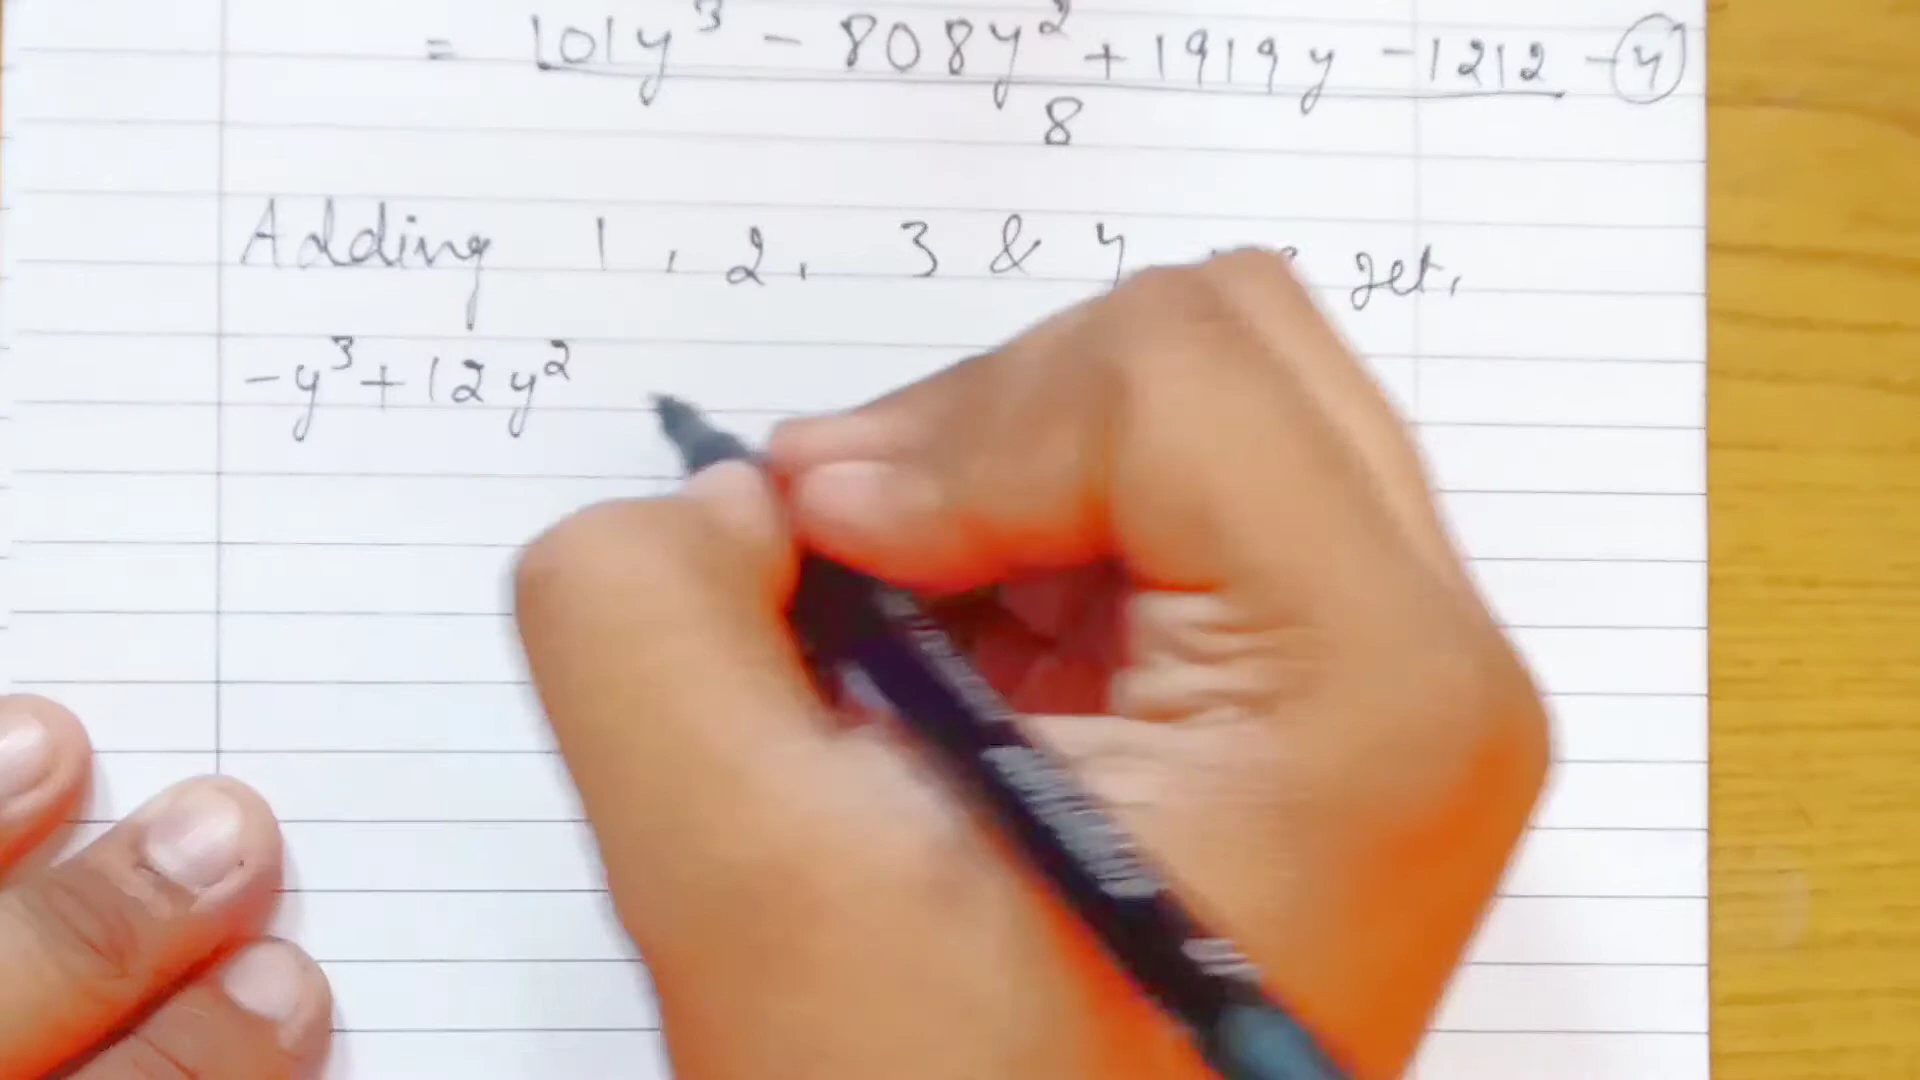 = 101y³ - 808y² + 1919y - 1212 - 4
8
Adding 1, 2, 3 & 4 get,
-y³ + 12y²